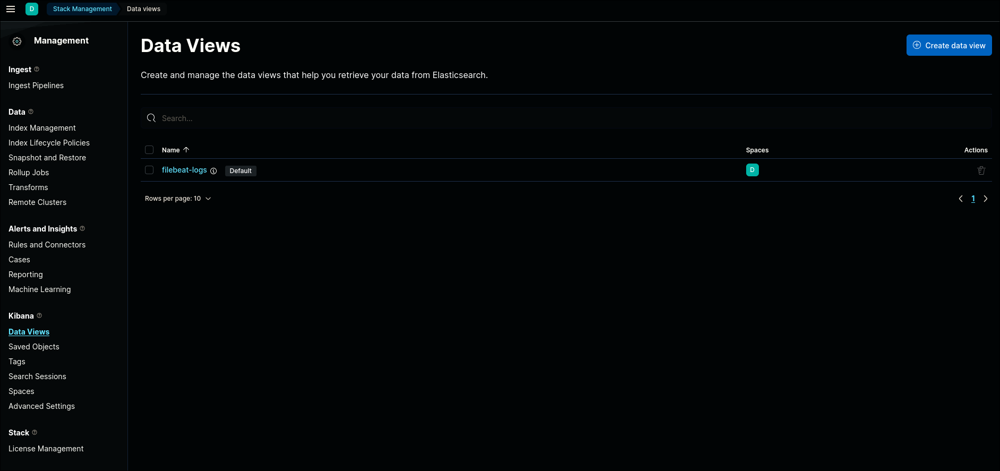 D
Stack Management
Data views
Management
Ingest
Ingest Pipelines
Data
Index Management
Index Lifecycle Policies
Snapshot and Restore
Rollup Jobs
Transforms
Remote Clusters
Alerts and Insights
Rules and Connectors
Cases
Reporting
Machine Learning
Kibana
Data Views
Saved Objects
Tags
Search Sessions
Spaces
Advanced Settings
Stack
License Management
Data Views
Create data view
Create and manage the data views that help you retrieve your data from Elasticsearch.
Search...
Name Spaces Actions
filebeat-logs Default D
Rows per page: 10
1